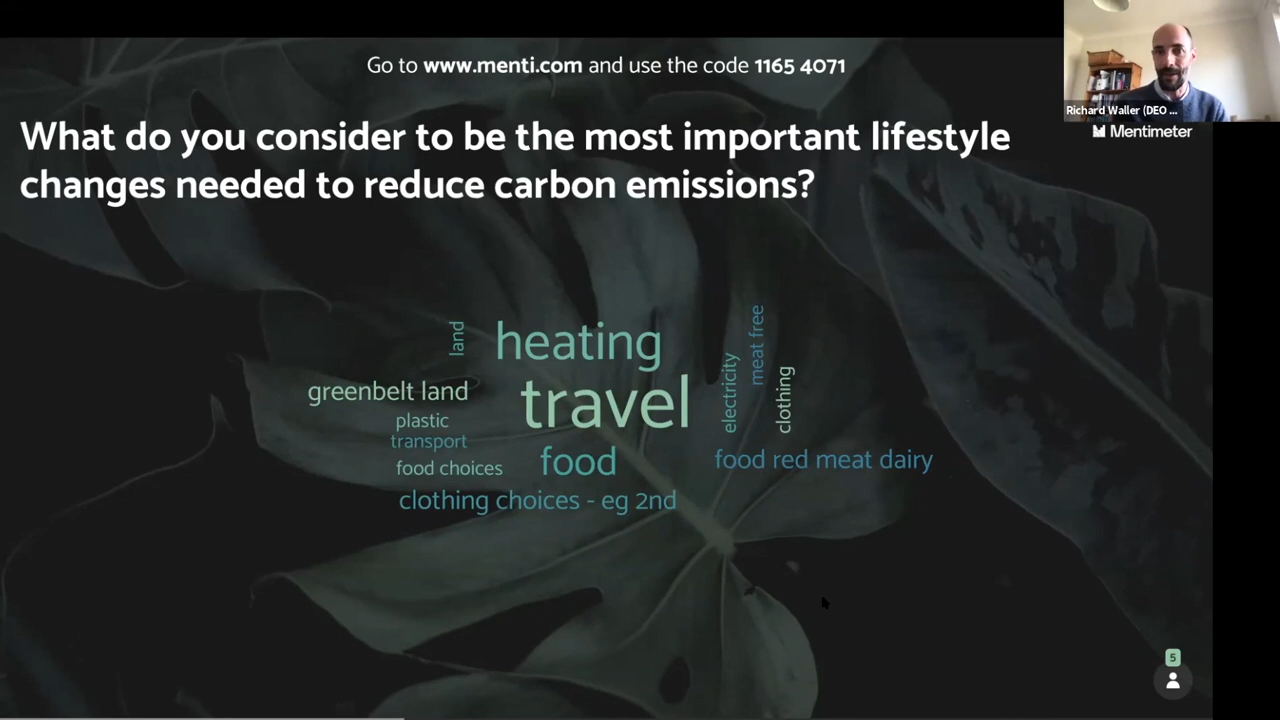 Go to www.menti.com and use the code 1165 4071
Richard Waller (DEO ...
Mentimeter
What do you consider to be the most important lifestyle
changes needed to reduce carbon emissions?
land
heating
meat free
electricity
clothing
greenbelt land
travel
plastic
transport
food choices
food
food red meat dairy
clothing choices - eg 2nd
5